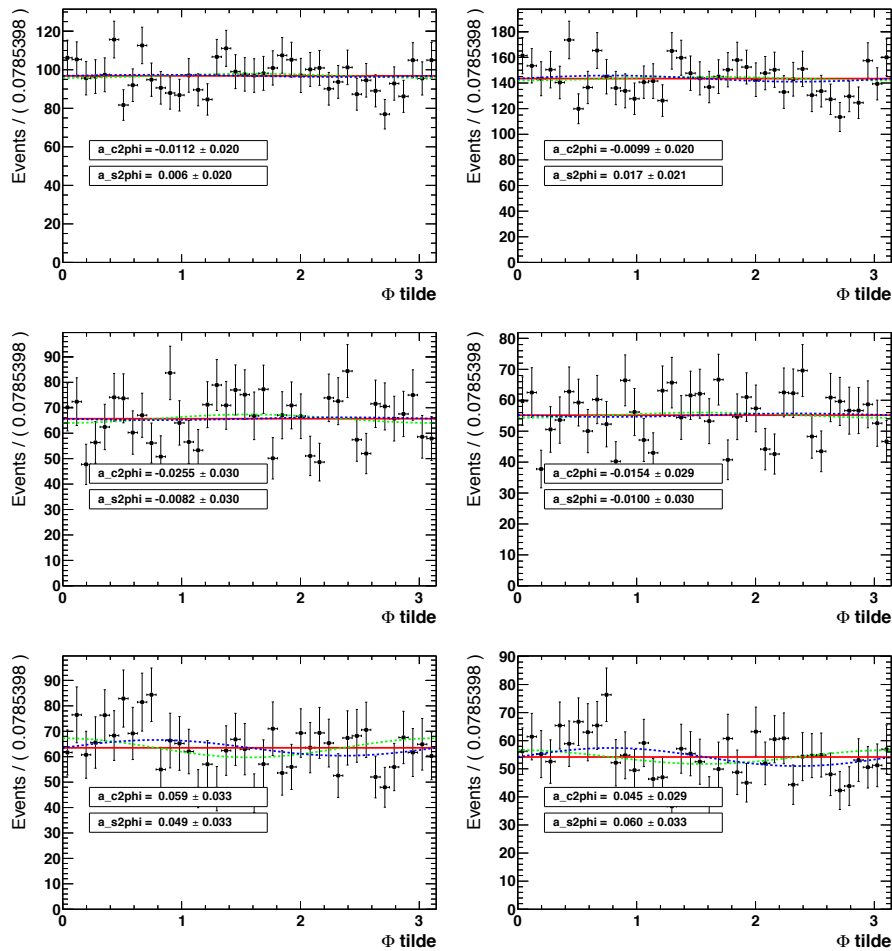 Events / ( 0.0785398 )
120
100
80
60
40
20
0
a_c2phi = -0.0112 ± 0.020
a_s2phi = 0.006 ± 0.020
0 1 2 3
Φ tilde
Events / ( 0.0785398 )
180
160
140
120
100
80
60
40
20
0
a_c2phi = -0.0099 ± 0.020
a_s2phi = 0.017 ± 0.021
0 1 2 3
Φ tilde
Events / ( 0.0785398 )
90
80
70
60
50
40
30
20
10
0
a_c2phi = -0.0255 ± 0.030
a_s2phi = -0.0082 ± 0.030
0 1 2 3
Φ tilde
Events / ( 0.0785398 )
80
70
60
50
40
30
20
10
0
a_c2phi = -0.0154 ± 0.029
a_s2phi = -0.0100 ± 0.030
0 1 2 3
Φ tilde
Events / ( 0.0785398 )
90
80
70
60
50
40
30
20
10
0
a_c2phi = 0.059 ± 0.033
a_s2phi = 0.049 ± 0.033
0 1 2 3
Φ tilde
Events / ( 0.0785398 )
90
80
70
60
50
40
30
20
10
0
a_c2phi = 0.045 ± 0.029
a_s2phi = 0.060 ± 0.033
0 1 2 3
Φ tilde